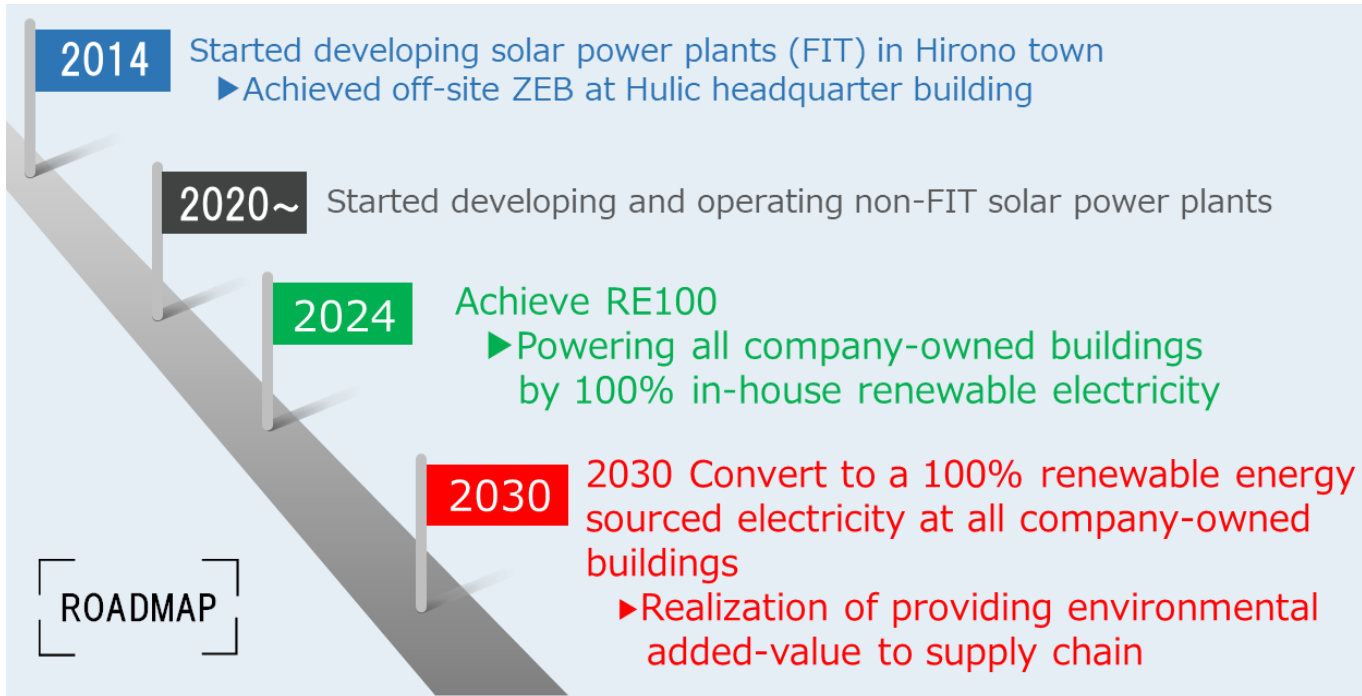 2014
Started developing solar power plants (FIT) in Hirono town
▶Achieved off-site ZEB at Hulic headquarter building
2020~
Started developing and operating non-FIT solar power plants
2024
Achieve RE100
▶Powering all company-owned buildings
by 100% in-house renewable electricity
2030
2030 Convert to a 100% renewable energy
sourced electricity at all company-owned
buildings
▶Realization of providing environmental
added-value to supply chain
ROADMAP